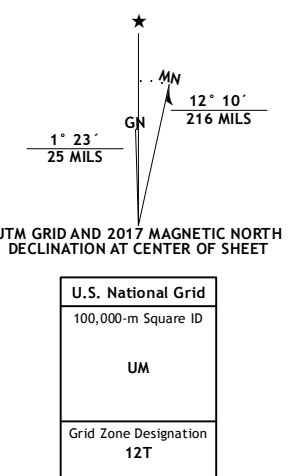 ★
MN
12° 10´
216 MILS
GN
1° 23´
25 MILS
UTM GRID AND 2017 MAGNETIC NORTH
DECLINATION AT CENTER OF SHEET
U.S. National Grid
100,000-m Square ID
UM
Grid Zone Designation
12T